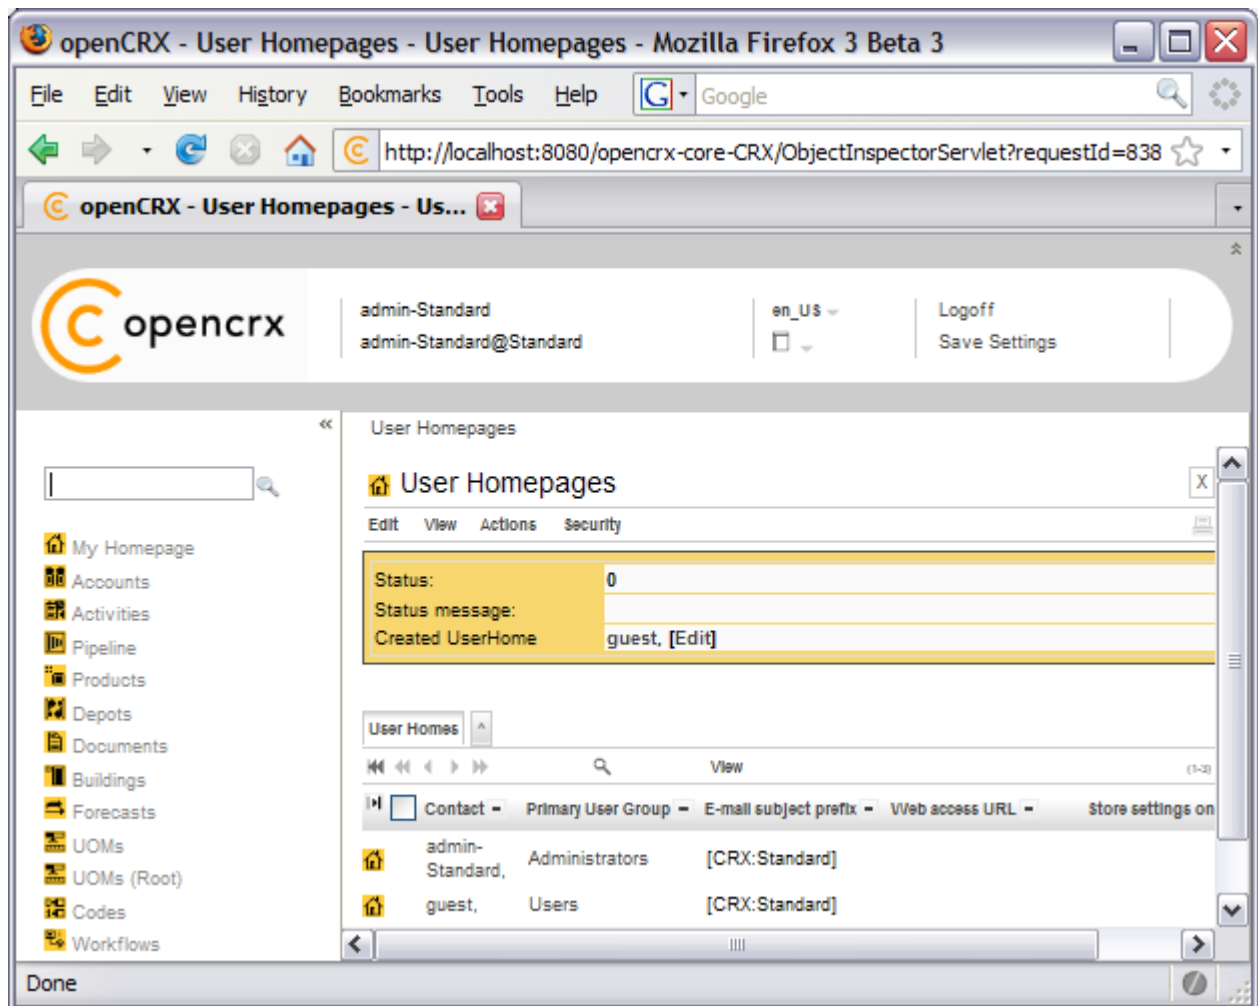 openCRX - User Homepages - User Homepages - Mozilla Firefox 3 Beta 3
File Edit View History Bookmarks Tools Help G Google
http://localhost:8080/opencrx-core-CRX/ObjectInspectorServlet?requestId=838
openCRX - User Homepages - Us...
opencrx
admin-Standard en_US Logoff
admin-Standard@Standard Save Settings
«
User Homepages
User Homepages X
Edit View Actions Security
Status: 0
Status message:
Created UserHome guest, [Edit]
My Homepage
Accounts
Activities
Pipeline
Products
Depots
Documents
Buildings
Forecasts
UOMs
UOMs (Root)
Codes
Workflows
User Homes
View (1-3)
Contact Primary User Group E-mail subject prefix Web access URL Store settings on
admin-
Standard, Administrators [CRX:Standard]
guest, Users [CRX:Standard]
Done